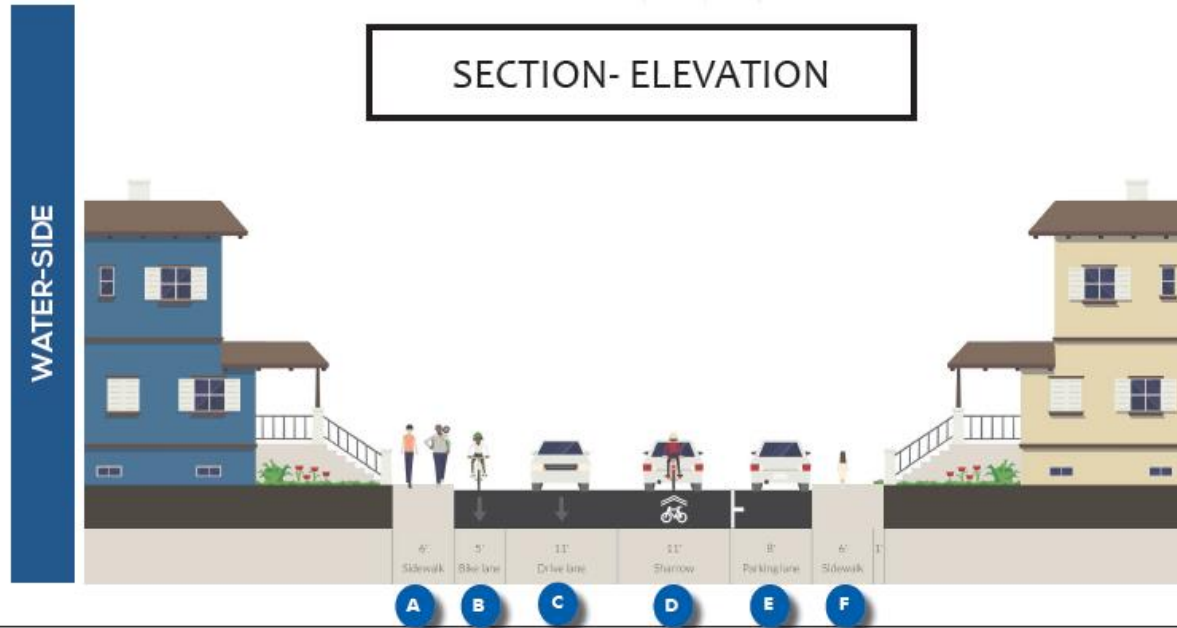 SECTION- ELEVATION
WATER-SIDE
6' 5' 11' 11' 8' 6' 1'
Sidewalk Bike lane Drive lane Sharrow Parking lane Sidewalk
A B C D E F